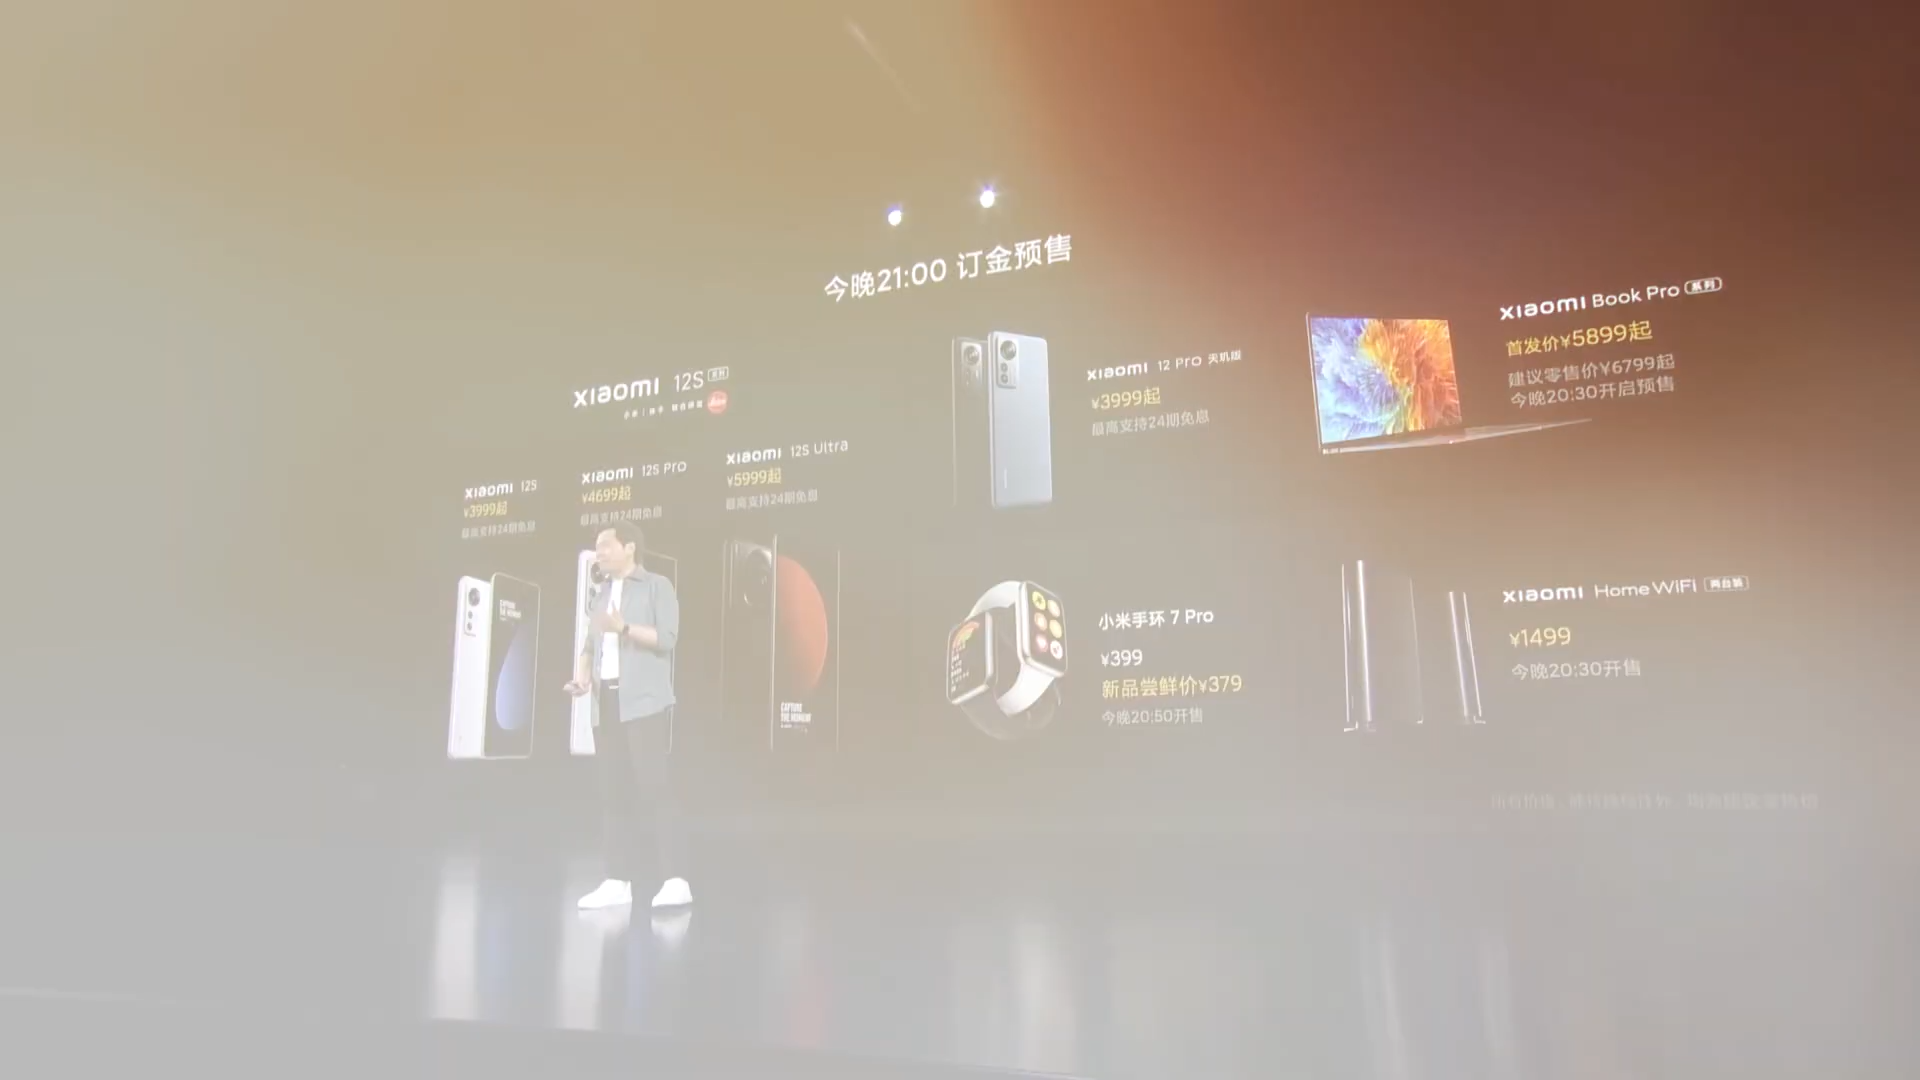 今晚21:00 订金预售
xiaomi 12S 系列
xiaomi 12S
¥3999起
最高支持24期免息
xiaomi 12S Pro
¥4699起
最高支持24期免息
xiaomi 12S Ultra
¥5999起
最高支持24期免息
CAPTURE
THE MOMENT
CAPTURE
THE MOMENT
xiaomi 12 Pro 天玑版
¥3999起
最高支持24期免息
小米手环 7 Pro
¥399
新品尝鲜价¥379
今晚20:50开售
xiaomi Book Pro 系列
首发价¥5899起
建议零售价¥6799起
今晚20:30开启预售
xiaomi Home WiFi 两台装
¥1499
今晚20:30开售